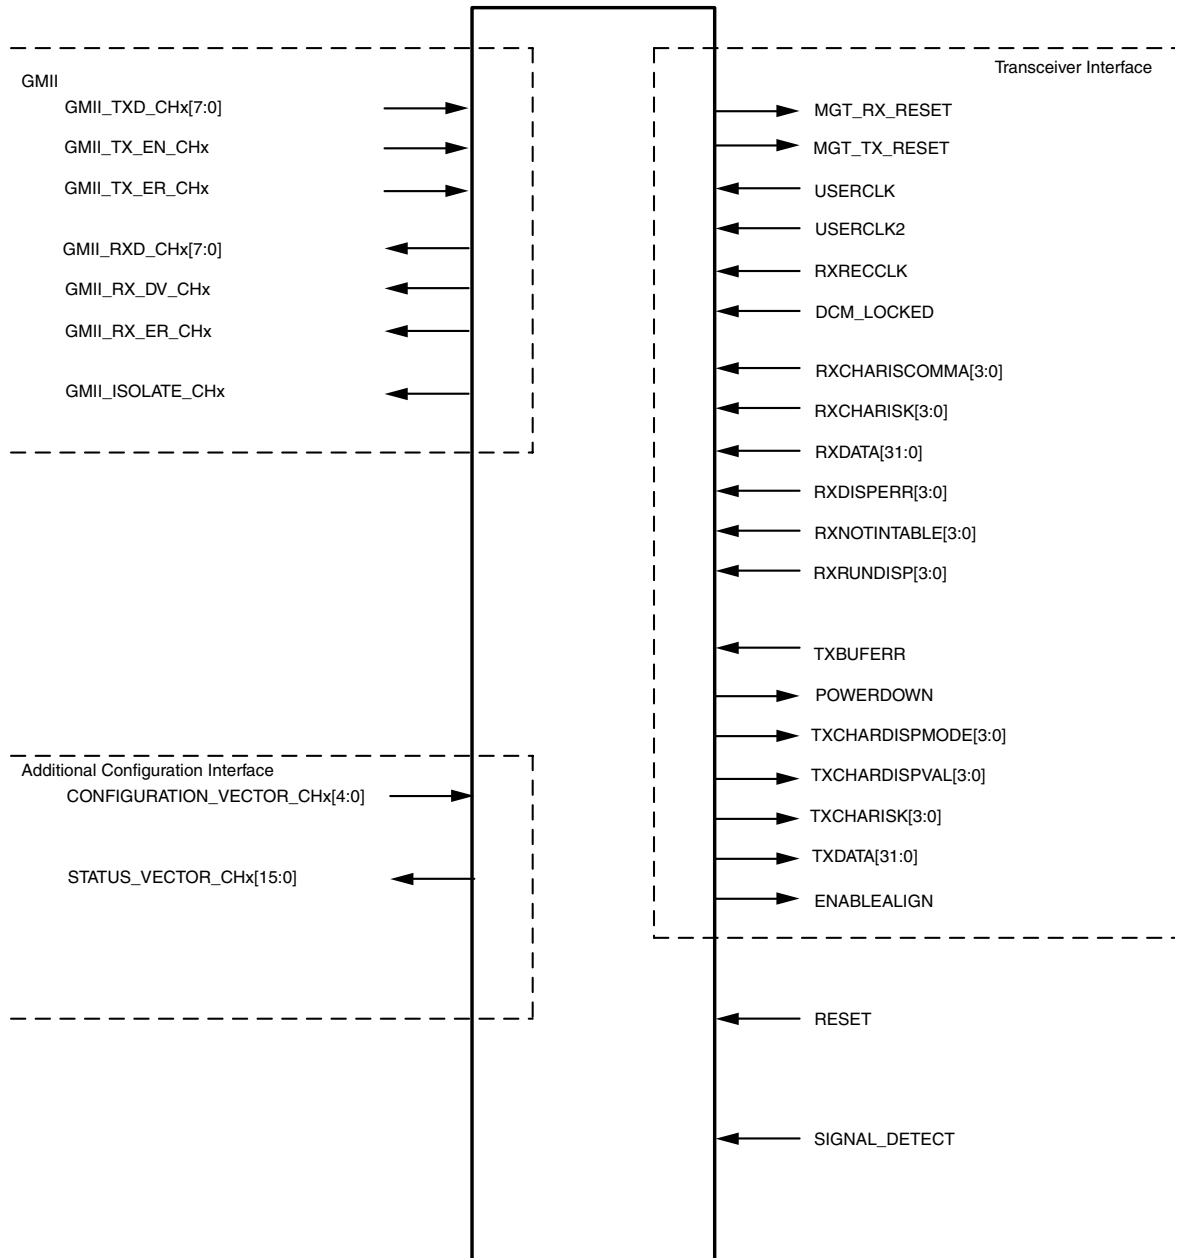 GMII
GMII_TXD_CHx[7:0]
GMII_TX_EN_CHx
GMII_TX_ER_CHx
GMII_RXD_CHx[7:0]
GMII_RX_DV_CHx
GMII_RX_ER_CHx
GMII_ISOLATE_CHx
Additional Configuration Interface
CONFIGURATION_VECTOR_CHx[4:0]
STATUS_VECTOR_CHx[15:0]
Transceiver Interface
MGT_RX_RESET
MGT_TX_RESET
USERCLK
USERCLK2
RXRECCLK
DCM_LOCKED
RXCHARISCOMMA[3:0]
RXCHARISK[3:0]
RXDATA[31:0]
RXDISPERR[3:0]
RXNOTINTABLE[3:0]
RXRUNDISP[3:0]
TXBUFERR
POWERDOWN
TXCHARDISPMODE[3:0]
TXCHARDISPVAL[3:0]
TXCHARISK[3:0]
TXDATA[31:0]
ENABLEALIGN
RESET
SIGNAL_DETECT